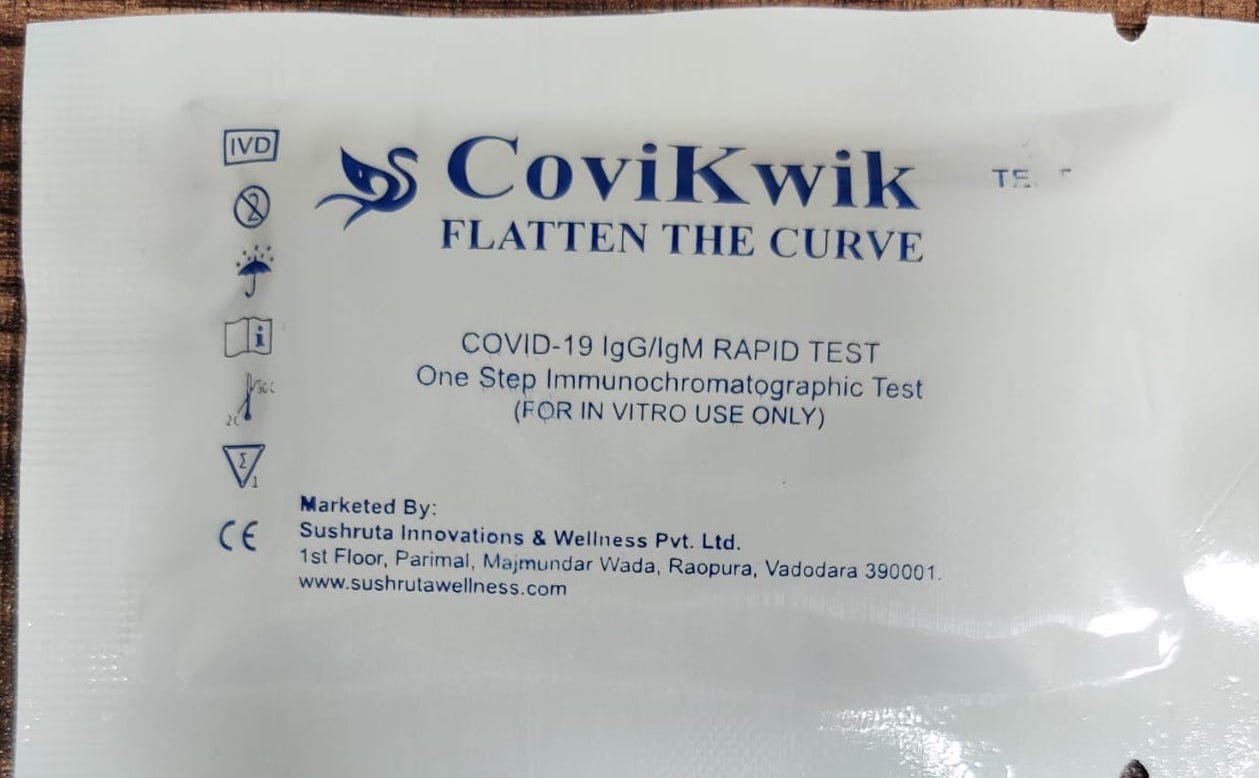 IVD
CoviKwik
FLATTEN THE CURVE
2
i
COVID-19 IgG/IgM RAPID TEST
One Step Immunochromatographic Test
(FOR IN VITRO USE ONLY)
Σ
1
CE
Marketed By:
Sushruta Innovations & Wellness Pvt. Ltd.
1st Floor, Parimal, Majmundar Wada, Raopura, Vadodara 390001.
www.sushrutawellness.com